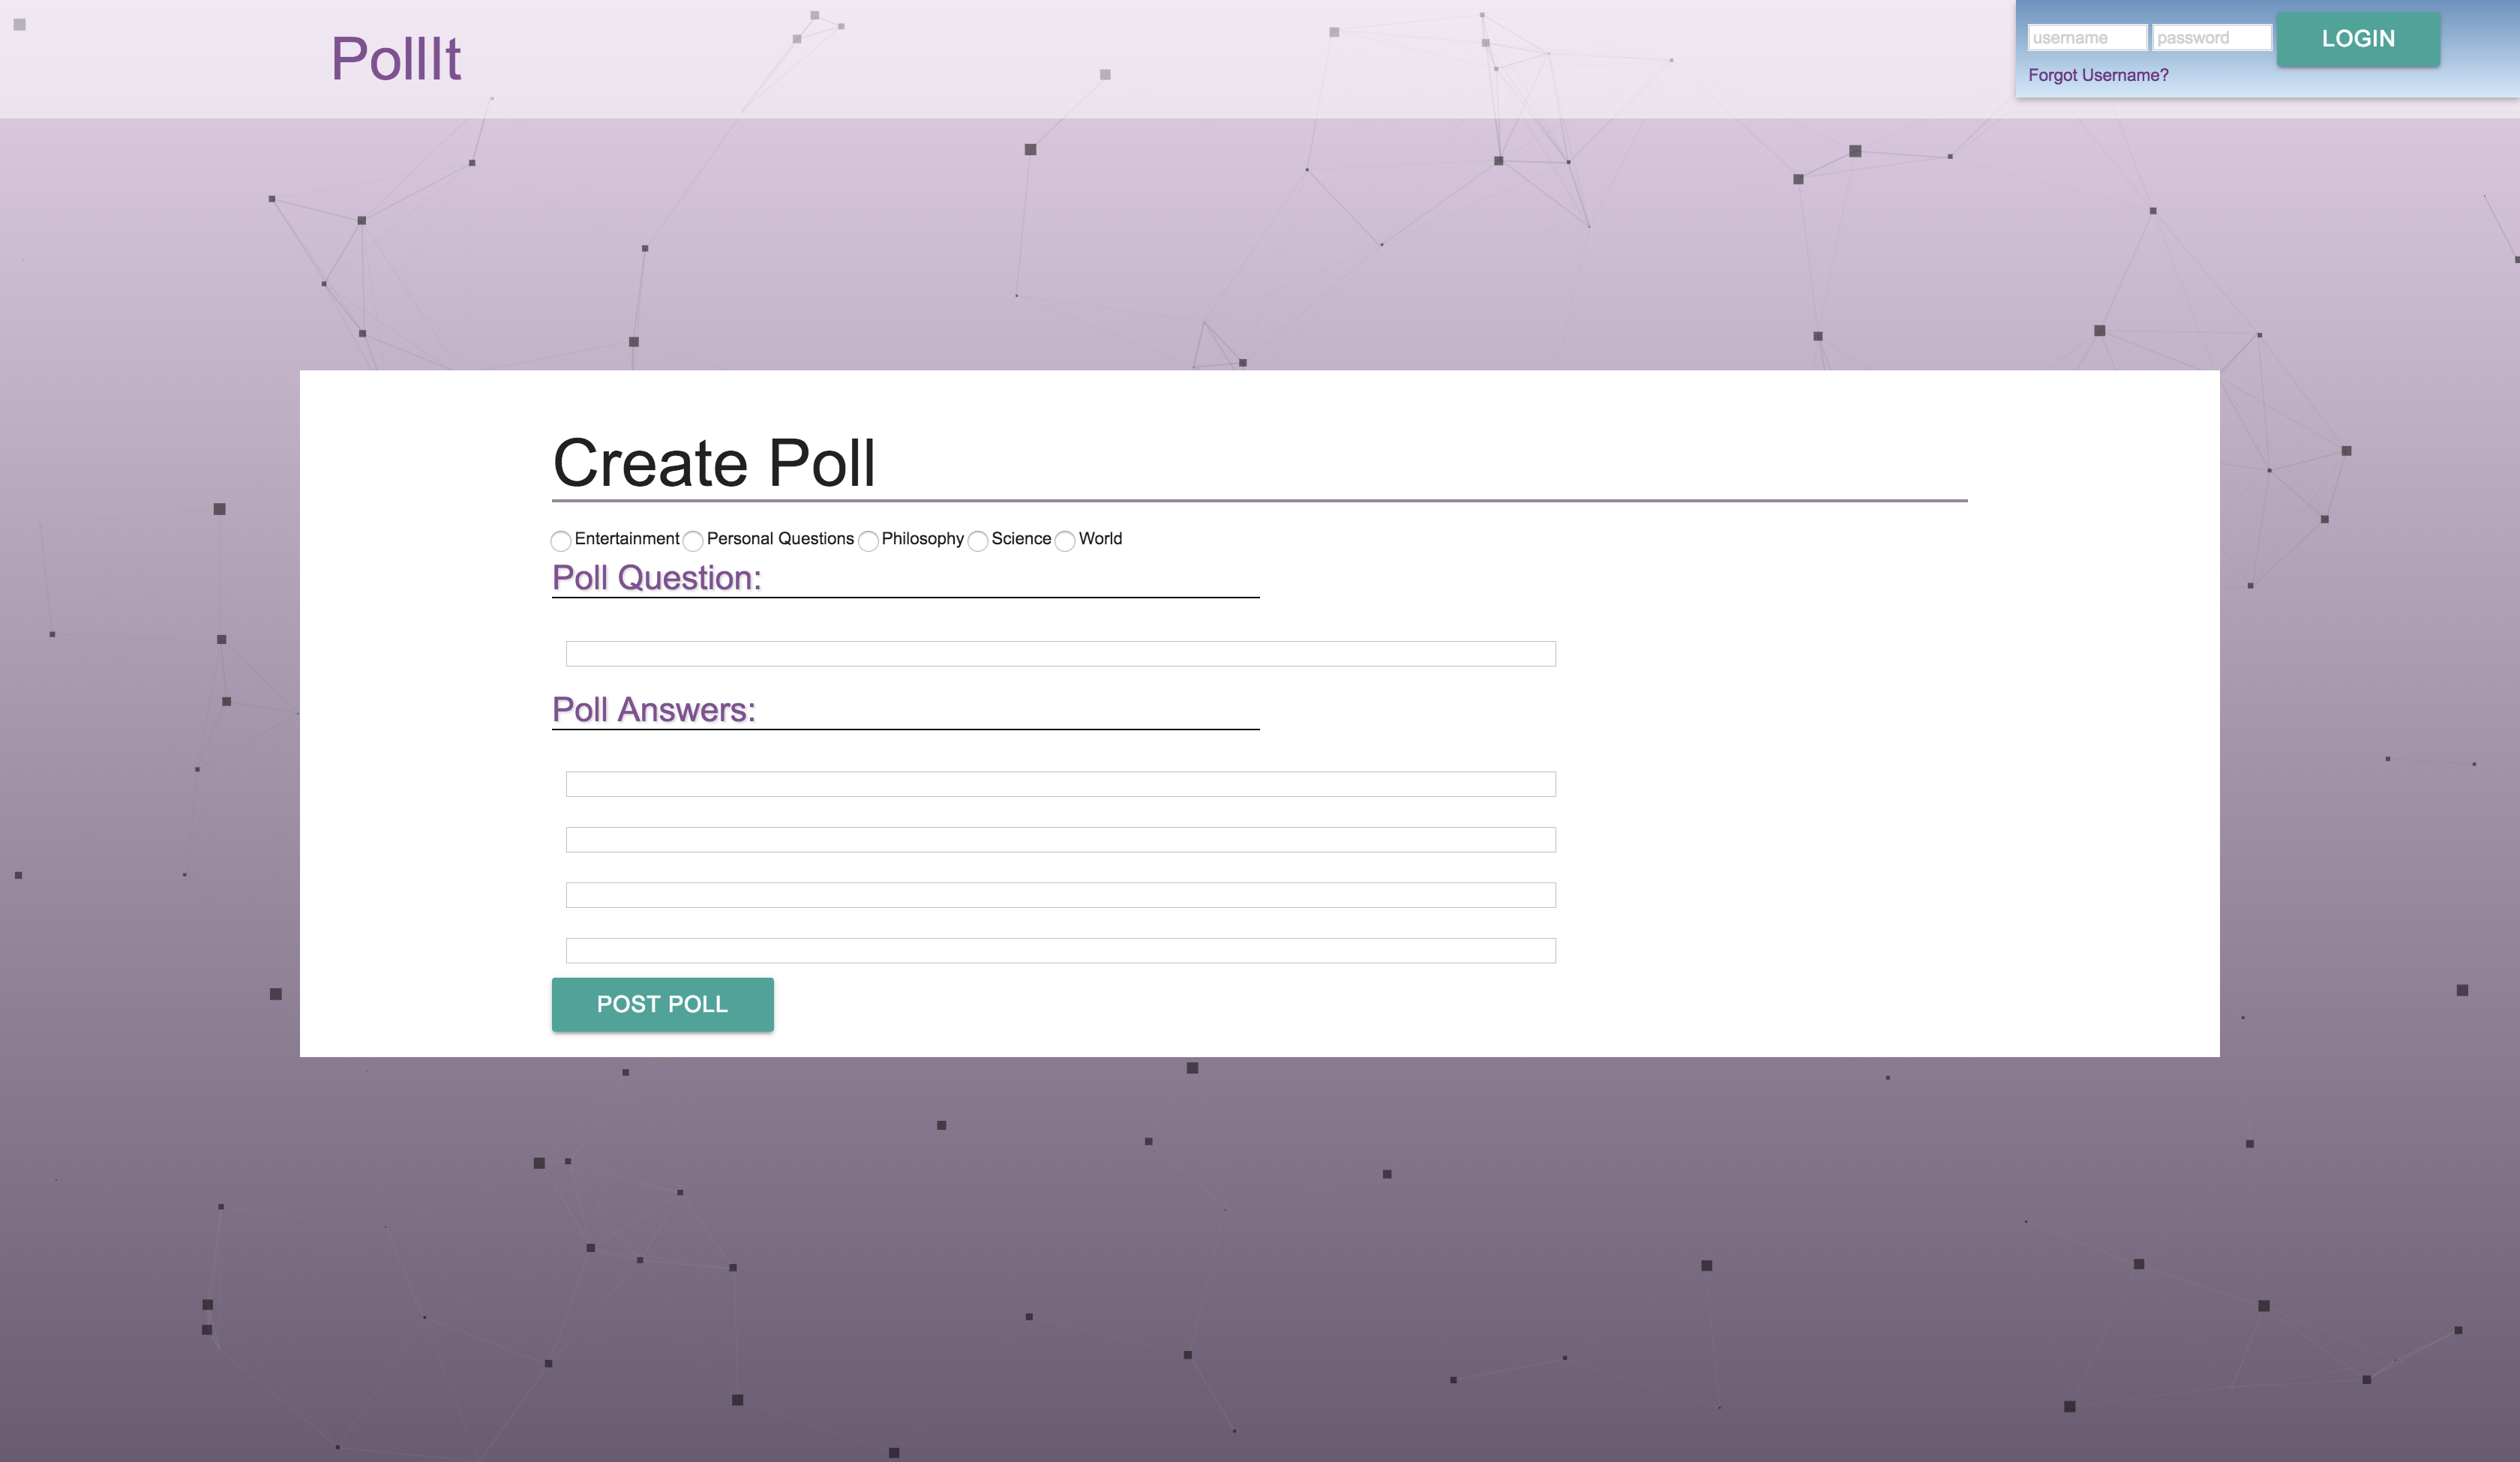 PollIt
username password LOGIN
Forgot Username?
Create Poll
Entertainment Personal Questions Philosophy Science World
Poll Question:
Poll Answers:
POST POLL